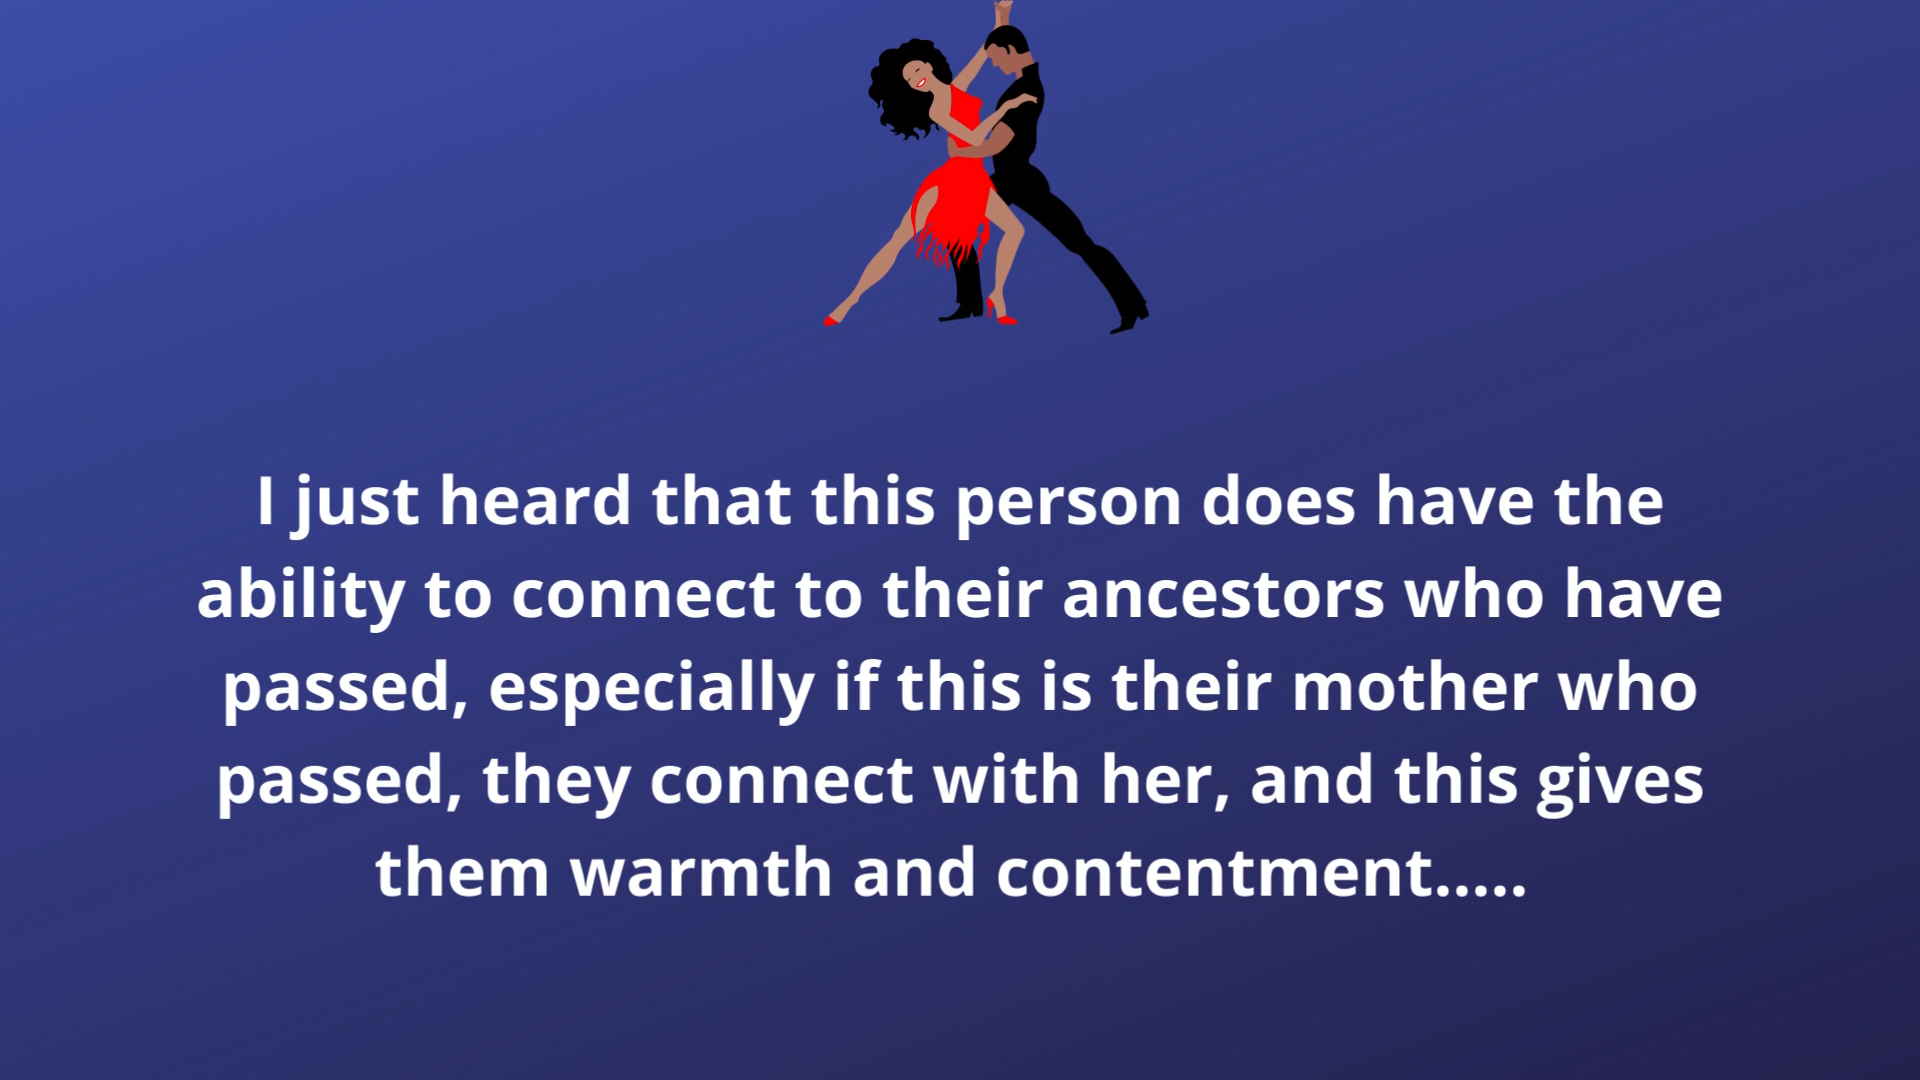 I just heard that this person does have the
ability to connect to their ancestors who have
passed, especially if this is their mother who
passed, they connect with her, and this gives
them warmth and contentment.....